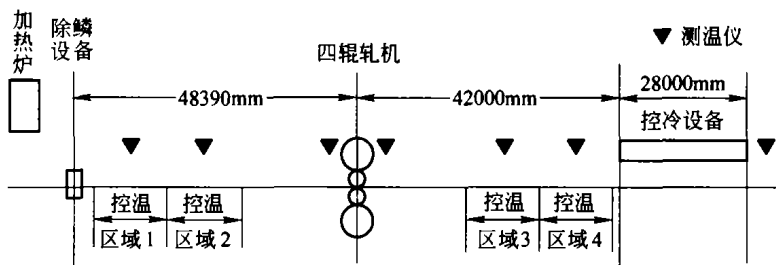 加热炉
除鳞
设备
四辊轧机
▼ 测温仪
48390mm
42000mm
28000mm
控冷设备
控温
区域1
控温
区域2
控温
区域3
控温
区域4